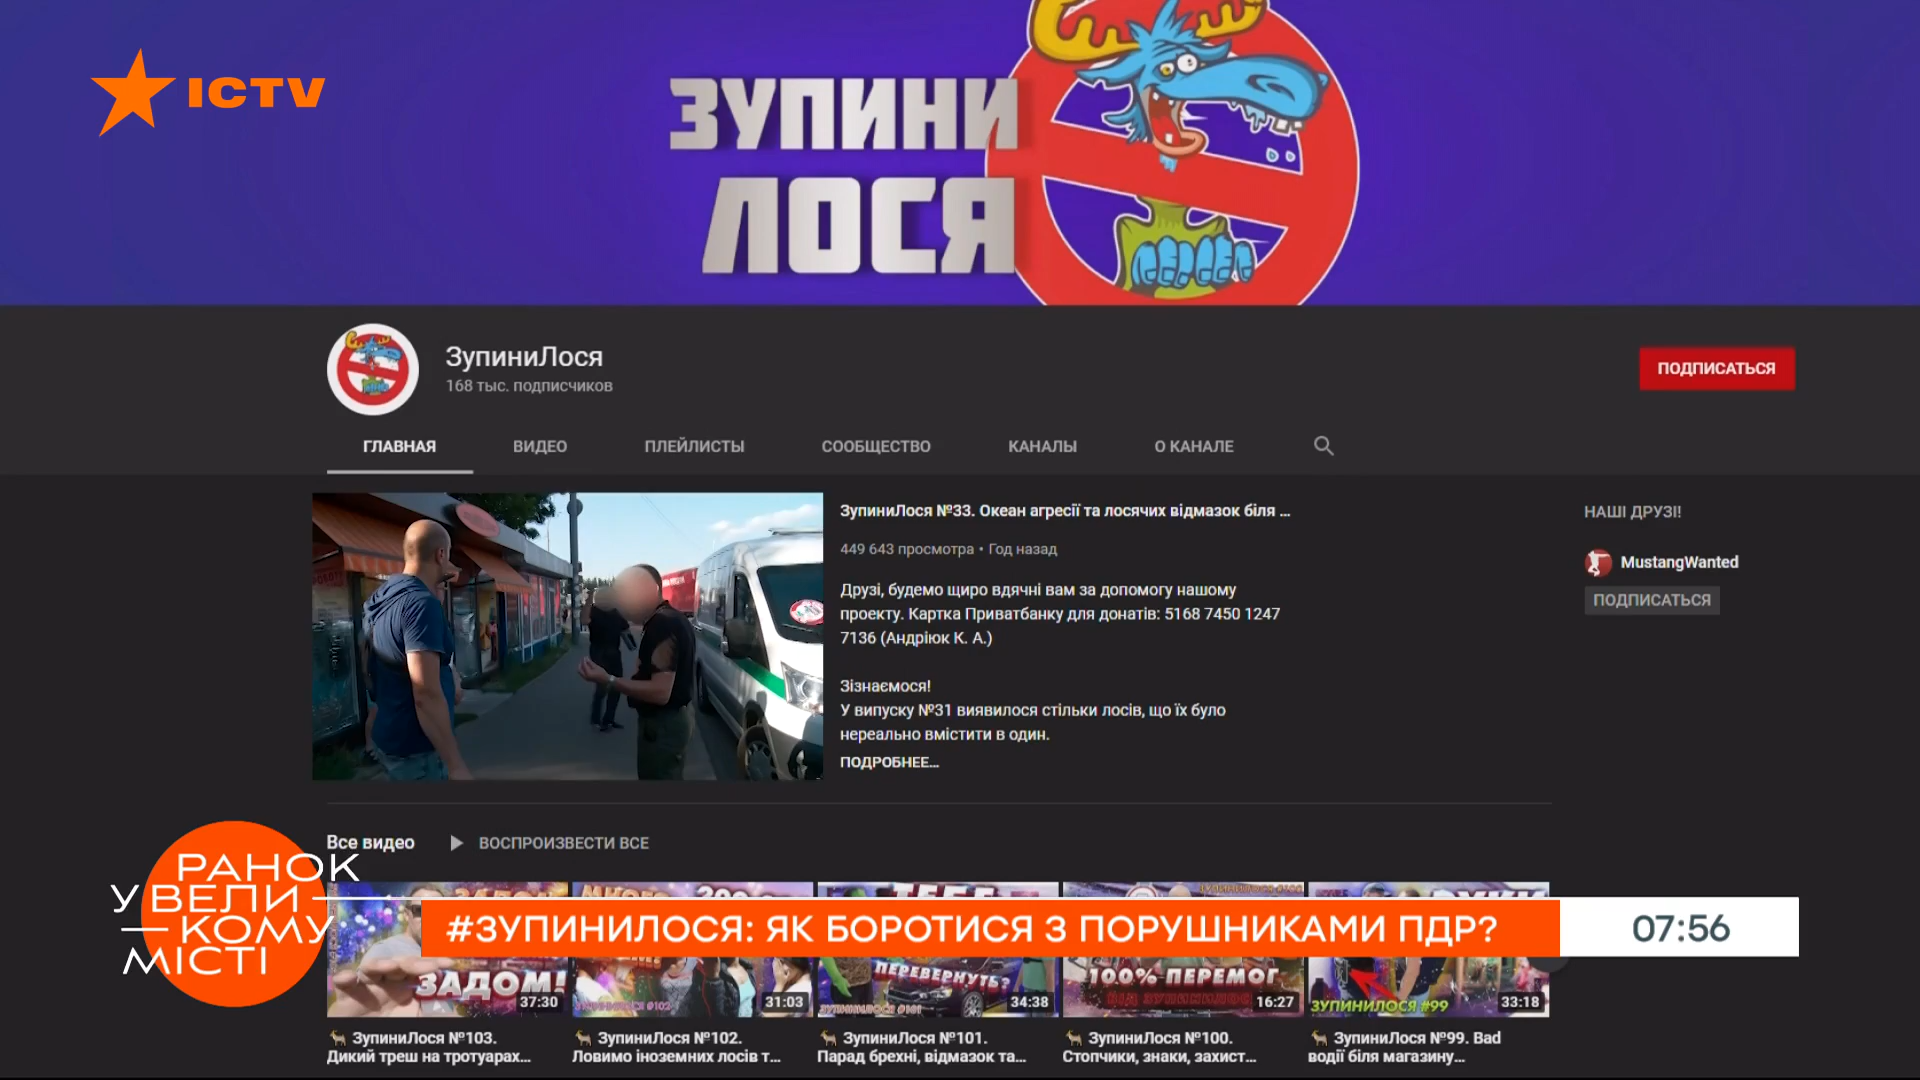 ICTV
ЗУПИНИ
ЛОСЯ
ЗупиниЛося
168 тыс. подписчиков
ПОДПИСАТЬСЯ
ГЛАВНАЯ
ВИДЕО
ПЛЕЙЛИСТЫ
СООБЩЕСТВО
КАНАЛЫ
О КАНАЛЕ
ЗупиниЛося №33. Океан агресії та лосячих відмазок біля ...
449 643 просмотра • Год назад
Друзі, будемо щиро вдячні вам за допомогу нашому
проекту. Картка Приватбанку для донатів: 5168 7450 1247
7136 (Андріюк К. А.)
Зізнаємося!
У випуску №31 виявилося стільки лосів, що їх було
нереально вмістити в один.
ПОДРОБНЕЕ...
НАШІ ДРУЗІ!
MustangWanted
ПОДПИСАТЬСЯ
Все видео
ВОСПРОИЗВЕСТИ ВСЕ
РАНОК
У ВЕЛИ
КОМУ
МІСТІ
#ЗУПИНИЛОСЯ: ЯК БОРОТИСЯ З ПОРУШНИКАМИ ПДР?
07:56
ЗАДОМ!
37:30
31:03
ПЕРЕВЕРНУТЬ?
34:38
100% ПЕРЕМОГ
16:27
ЗУПИНИЛОСЯ #99
33:18
ЗупиниЛося №103.
Дикий треш на тротуарах...
ЗупиниЛося №102.
Ловимо іноземних лосів т...
ЗупиниЛося №101.
Парад брехні, відмазок та...
ЗупиниЛося №100.
Стопчики, знаки, захист...
ЗупиниЛося №99. Bad
водії біля магазину...